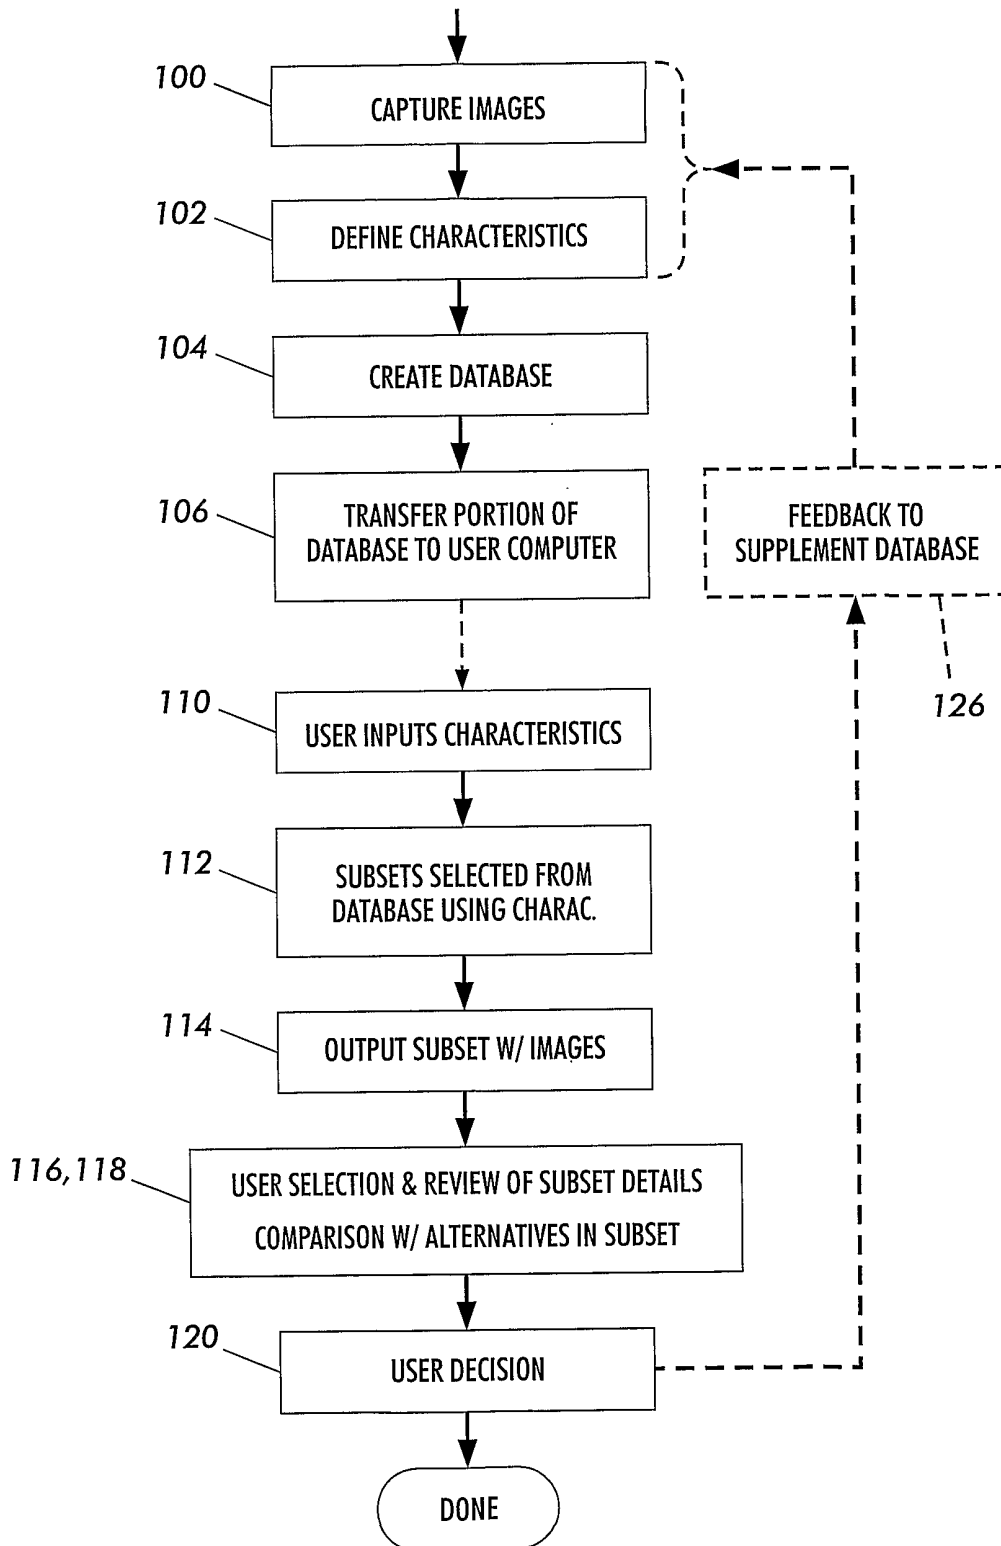 100
CAPTURE IMAGES
102
DEFINE CHARACTERISTICS
104
CREATE DATABASE
106
TRANSFER PORTION OF
DATABASE TO USER COMPUTER
FEEDBACK TO
SUPPLEMENT DATABASE
126
110
USER INPUTS CHARACTERISTICS
112
SUBSETS SELECTED FROM
DATABASE USING CHARAC.
114
OUTPUT SUBSET W/ IMAGES
116,118
USER SELECTION & REVIEW OF SUBSET DETAILS
COMPARISON W/ ALTERNATIVES IN SUBSET
120
USER DECISION
DONE